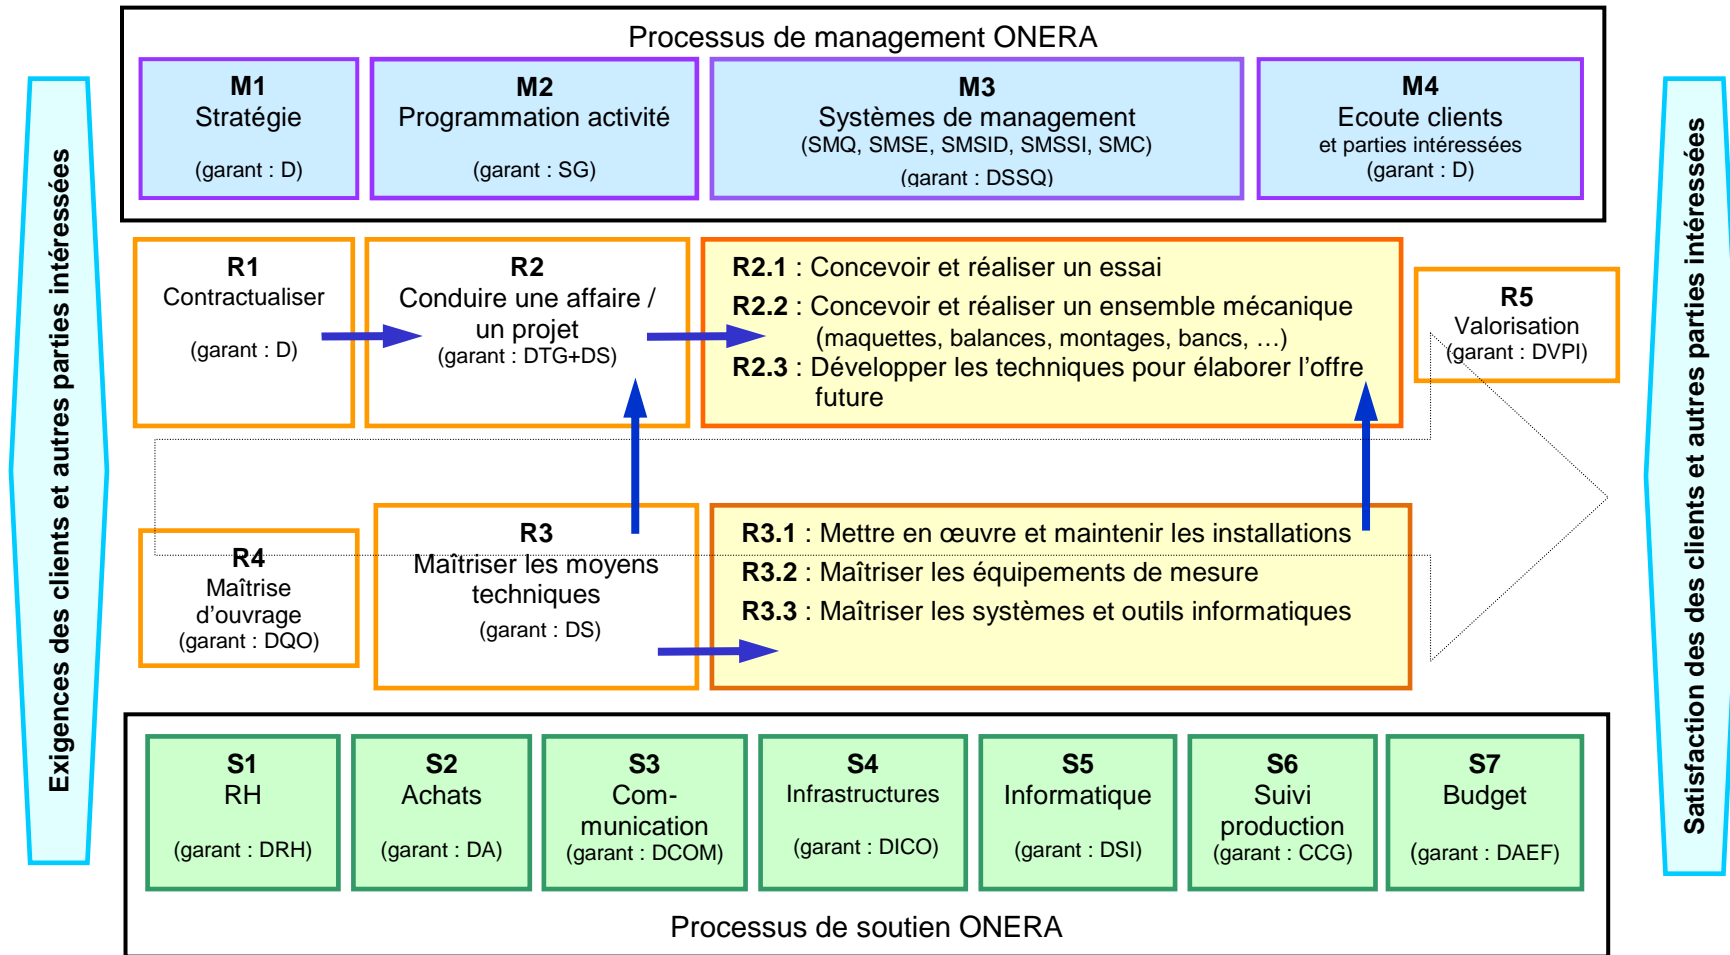 Processus de management ONERA
M1
Stratégie
(garant : D)
M2
Programmation activité
(garant : SG)
M3
Systèmes de management
(SMQ, SMSE, SMSID, SMSSI, SMC)
(garant : DSSQ)
M4
Ecoute clients
et parties intéressées
(garant : D)
Exigences des clients et autres parties intéressées
R1
Contractualiser
(garant : D)
R2
Conduire une affaire /
un projet
(garant : DTG+DS)
R2.1 : Concevoir et réaliser un essai
R2.2 : Concevoir et réaliser un ensemble mécanique
(maquettes, balances, montages, bancs, …)
R2.3 : Développer les techniques pour élaborer l’offre
future
R5
Valorisation
(garant : DVPI)
R4
Maîtrise
d’ouvrage
(garant : DQO)
R3
Maîtriser les moyens
techniques
(garant : DS)
R3.1 : Mettre en œuvre et maintenir les installations
R3.2 : Maîtriser les équipements de mesure
R3.3 : Maîtriser les systèmes et outils informatiques
Satisfaction des des clients et autres parties intéressées
S1
RH
(garant : DRH)
S2
Achats
(garant : DA)
S3
Com-
munication
(garant : DCOM)
S4
Infrastructures
(garant : DICO)
S5
Informatique
(garant : DSI)
S6
Suivi
production
(garant : CCG)
S7
Budget
(garant : DAEF)
Processus de soutien ONERA